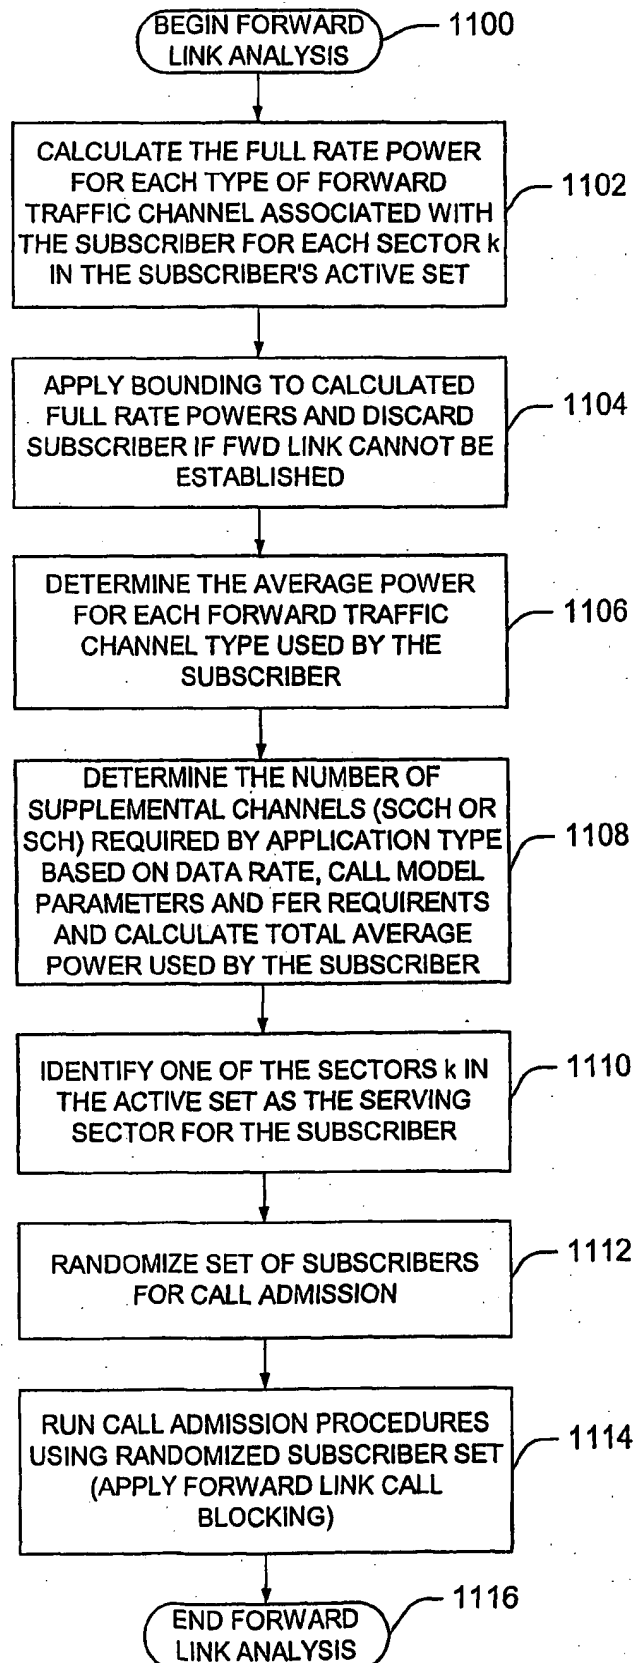 BEGIN FORWARD
LINK ANALYSIS
1100
CALCULATE THE FULL RATE POWER
FOR EACH TYPE OF FORWARD
TRAFFIC CHANNEL ASSOCIATED WITH
THE SUBSCRIBER FOR EACH SECTOR k
IN THE SUBSCRIBER'S ACTIVE SET
1102
APPLY BOUNDING TO CALCULATED
FULL RATE POWERS AND DISCARD
SUBSCRIBER IF FWD LINK CANNOT BE
ESTABLISHED
1104
DETERMINE THE AVERAGE POWER
FOR EACH FORWARD TRAFFIC
CHANNEL TYPE USED BY THE
SUBSCRIBER
1106
DETERMINE THE NUMBER OF
SUPPLEMENTAL CHANNELS (SCCH OR
SCH) REQUIRED BY APPLICATION TYPE
BASED ON DATA RATE, CALL MODEL
PARAMETERS AND FER REQUIRENTS
AND CALCULATE TOTAL AVERAGE
POWER USED BY THE SUBSCRIBER
1108
IDENTIFY ONE OF THE SECTORS k IN
THE ACTIVE SET AS THE SERVING
SECTOR FOR THE SUBSCRIBER
1110
RANDOMIZE SET OF SUBSCRIBERS
FOR CALL ADMISSION
1112
RUN CALL ADMISSION PROCEDURES
USING RANDOMIZED SUBSCRIBER SET
(APPLY FORWARD LINK CALL
BLOCKING)
1114
END FORWARD
LINK ANALYSIS
1116